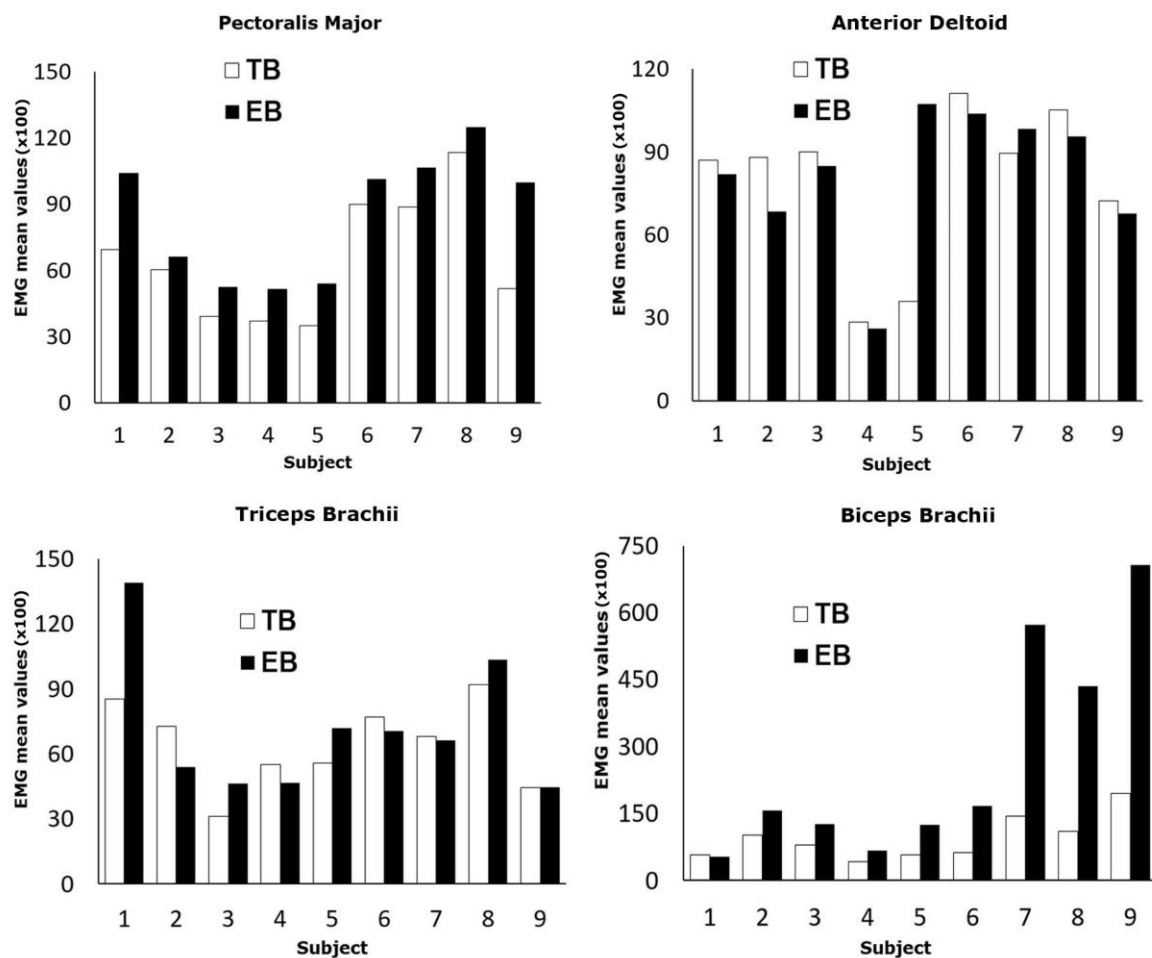 Pectoralis Major
EMG mean values (x100)
150
120
90
60
30
0
TB
EB
1 2 3 4 5 6 7 8 9
Subject
Anterior Deltoid
EMG mean values (x100)
120
90
60
30
0
TB
EB
1 2 3 4 5 6 7 8 9
Subject
Triceps Brachii
EMG mean values (x100)
150
120
90
60
30
0
TB
EB
1 2 3 4 5 6 7 8 9
Subject
Biceps Brachii
EMG mean values (x100)
750
600
450
300
150
0
TB
EB
1 2 3 4 5 6 7 8 9
Subject